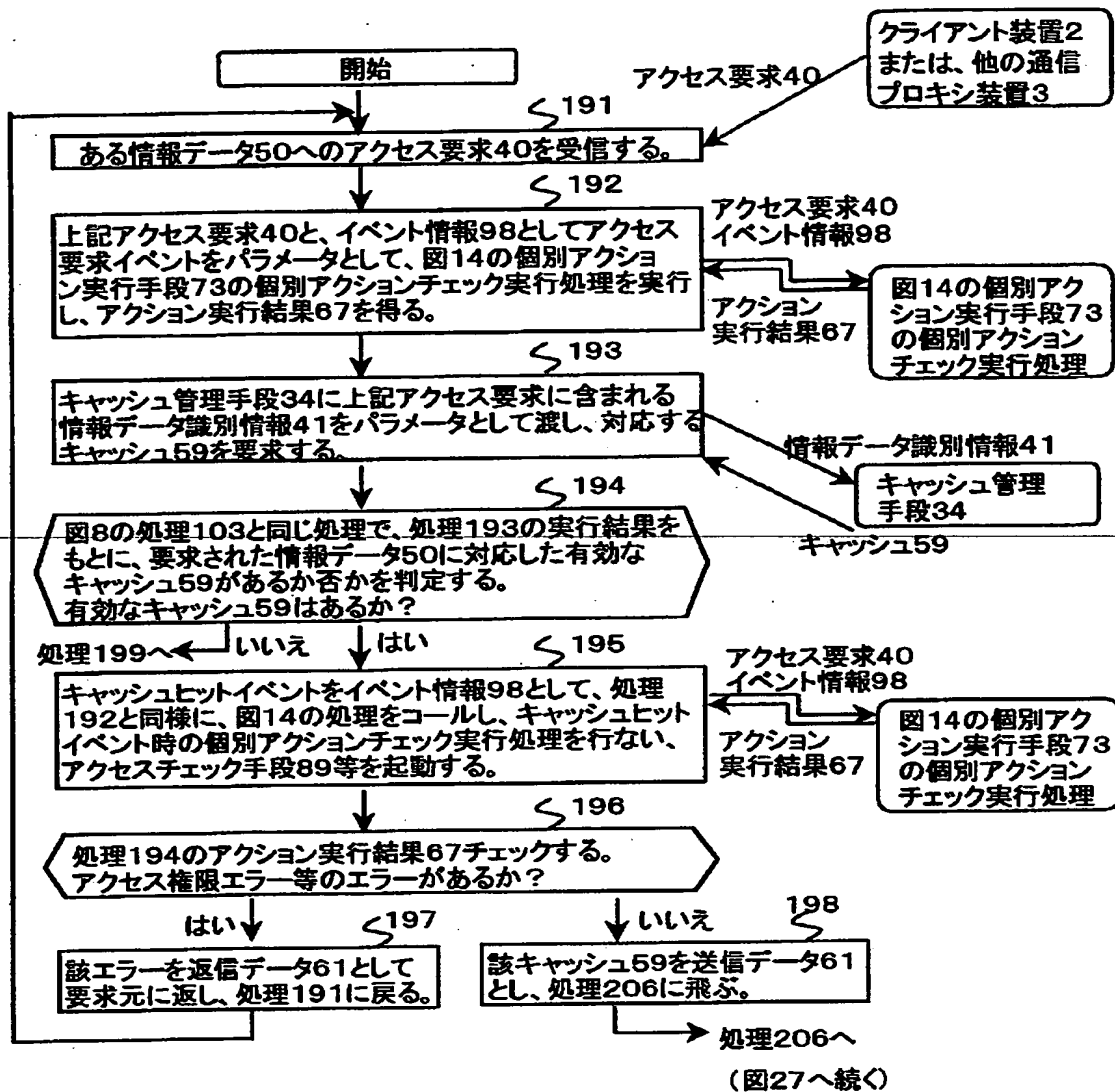 開始
クライアント装置2
または、他の通信
プロキシ装置3
アクセス要求40
191
ある情報データ50へのアクセス要求40を受信する。
192
上記アクセス要求40と、イベント情報98としてアクセス
要求イベントをパラメータとして、図14の個別アクショ
ン実行手段73の個別アクションチェック実行処理を実行
し、アクション実行結果67を得る。
アクセス要求40
イベント情報98
アクション
実行結果67
図14の個別アク
ション実行手段73
の個別アクション
チェック実行処理
193
キャッシュ管理手段34に上記アクセス要求に含まれる
情報データ識別情報41をパラメータとして渡し、対応する
キャッシュ59を要求する。
情報データ識別情報41
キャッシュ管理
手段34
キャッシュ59
194
図8の処理103と同じ処理で、処理193の実行結果を
もとに、要求された情報データ50に対応した有効な
キャッシュ59があるか否かを判定する。
有効なキャッシュ59はあるか?
処理199へ
いいえ
はい
195
キャッシュヒットイベントをイベント情報98として、処理
192と同様に、図14の処理をコールし、キャッシュヒット
イベント時の個別アクションチェック実行処理を行ない、
アクセスチェック手段89等を起動する。
アクセス要求40
イベント情報98
アクション
実行結果67
図14の個別アク
ション実行手段73
の個別アクション
チェック実行処理
196
処理194のアクション実行結果67チェックする。
アクセス権限エラー等のエラーがあるか?
はい
197
いいえ
198
該エラーを返信データ61として
要求元に返し、処理191に戻る。
該キャッシュ59を送信データ61
とし、処理206に飛ぶ。
処理206へ
(図27へ続く)